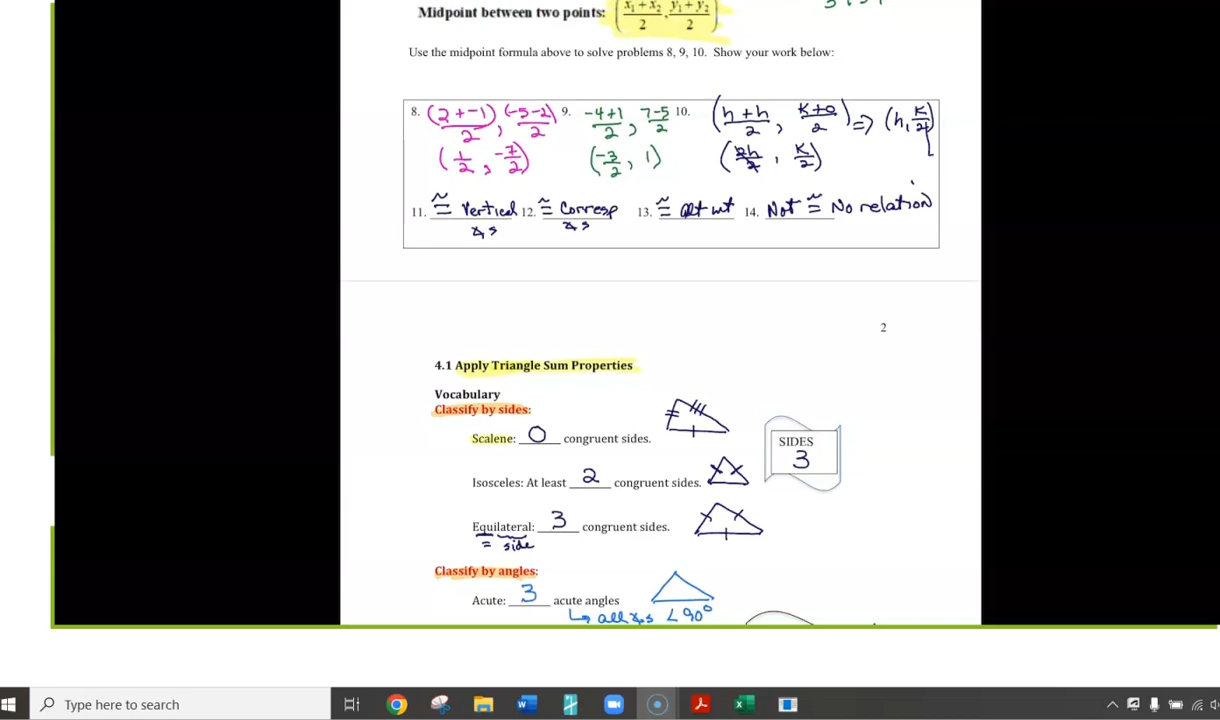 Midpoint between two points: ( x₁ + x₂ / 2 , y₁ + y₂ / 2 )
Use the midpoint formula above to solve problems 8, 9, 10. Show your work below:
8. (2+-1)/2 , (-5-2)/2 9. -4+1/2 , 7-5/2 10. ( h+h/2 , k+0/2 ) => (h, k/2)
( 1/2 , -7/2 ) ( -3/2 , 1 ) ( 2h/2 , k/2 )
11. ≅ Vertical 12. ≅ Corresp 13. ≅ alt int 14. Not ≅ No relation
∡s ∡s
2
4.1 Apply Triangle Sum Properties
Vocabulary
Classify by sides:
Scalene: 0 congruent sides.
SIDES
3
Isosceles: At least 2 congruent sides.
Equilateral: 3 congruent sides.
= side
Classify by angles:
Acute: 3 acute angles
↳ all ∡s < 90°
Type here to search